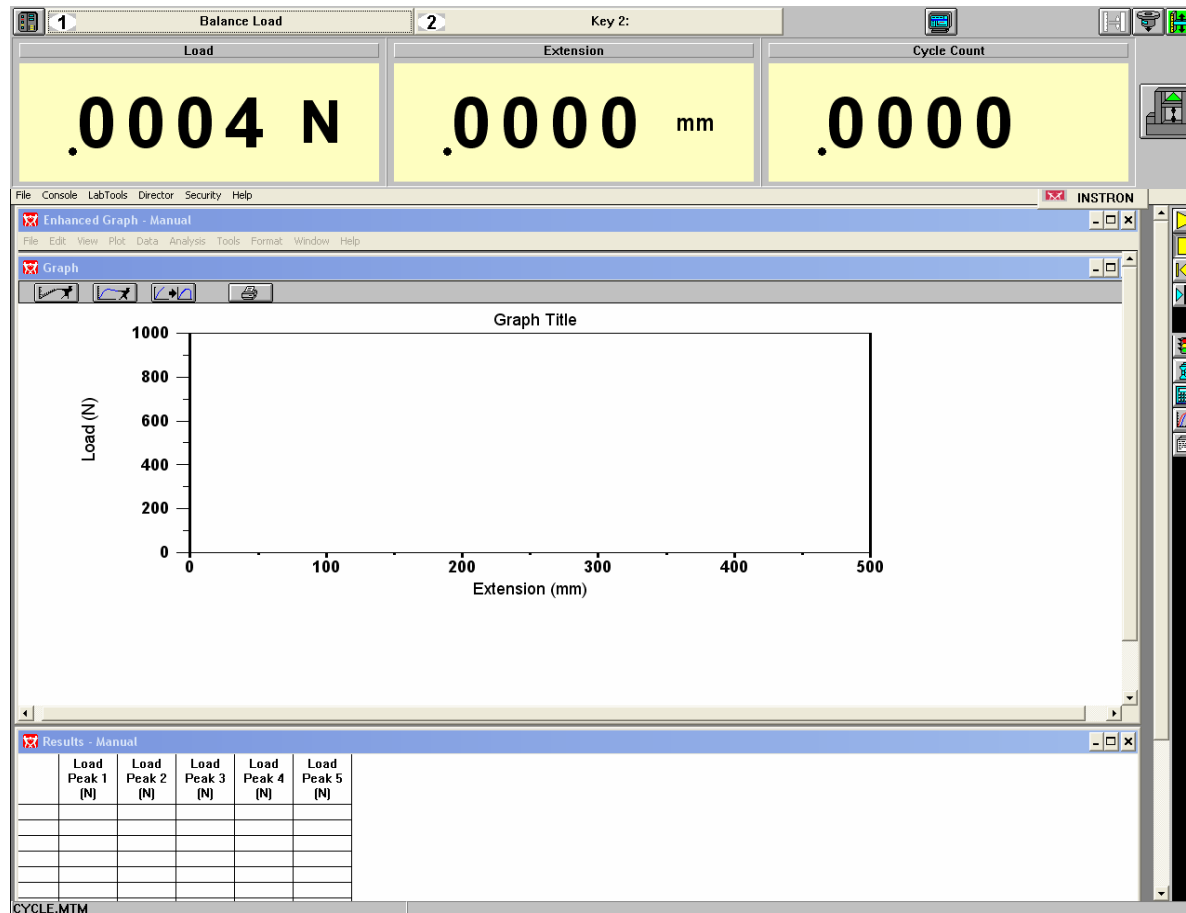 1 Balance Load 2 Key 2:
Load Extension Cycle Count
.0004 N .0000 mm .0000
File Console LabTools Director Security Help INSTRON
Enhanced Graph - Manual
File Edit View Plot Data Analysis Tools Format Window Help
Graph
Graph Title
1000
800
600
400
200
0
Load (N)
0 100 200 300 400 500
Extension (mm)
Results - Manual
Load Load Load Load Load
Peak 1 Peak 2 Peak 3 Peak 4 Peak 5
(N) (N) (N) (N) (N)
CYCLE.MTM